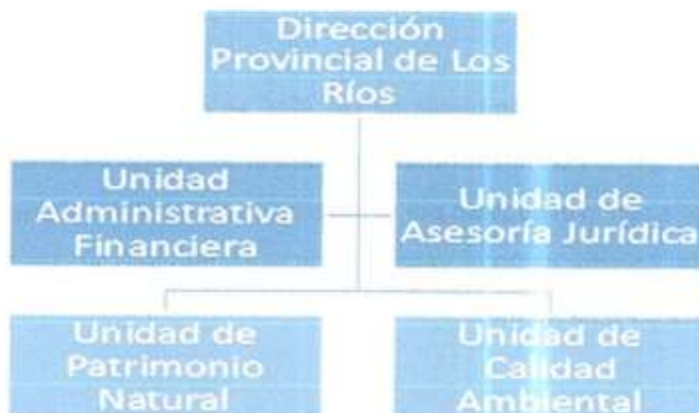 Dirección
Provincial de Los
Ríos
Unidad
Administrativa
Financiera
Unidad de
Asesoría Jurídica
Unidad de
Patrimonio
Natural
Unidad de
Calidad
Ambiental